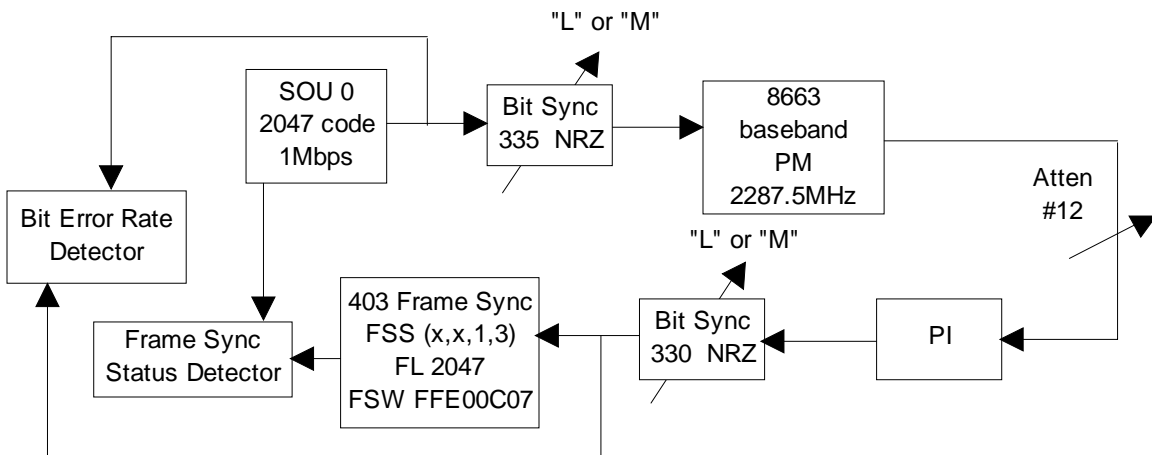 "L" or "M"
SOU 0
2047 code
1Mbps
Bit Sync
335 NRZ
8663
baseband
PM
2287.5MHz
Atten
#12
Bit Error Rate
Detector
"L" or "M"
403 Frame Sync
FSS (x,x,1,3)
FL 2047
FSW FFE00C07
Bit Sync
330 NRZ
PI
Frame Sync
Status Detector